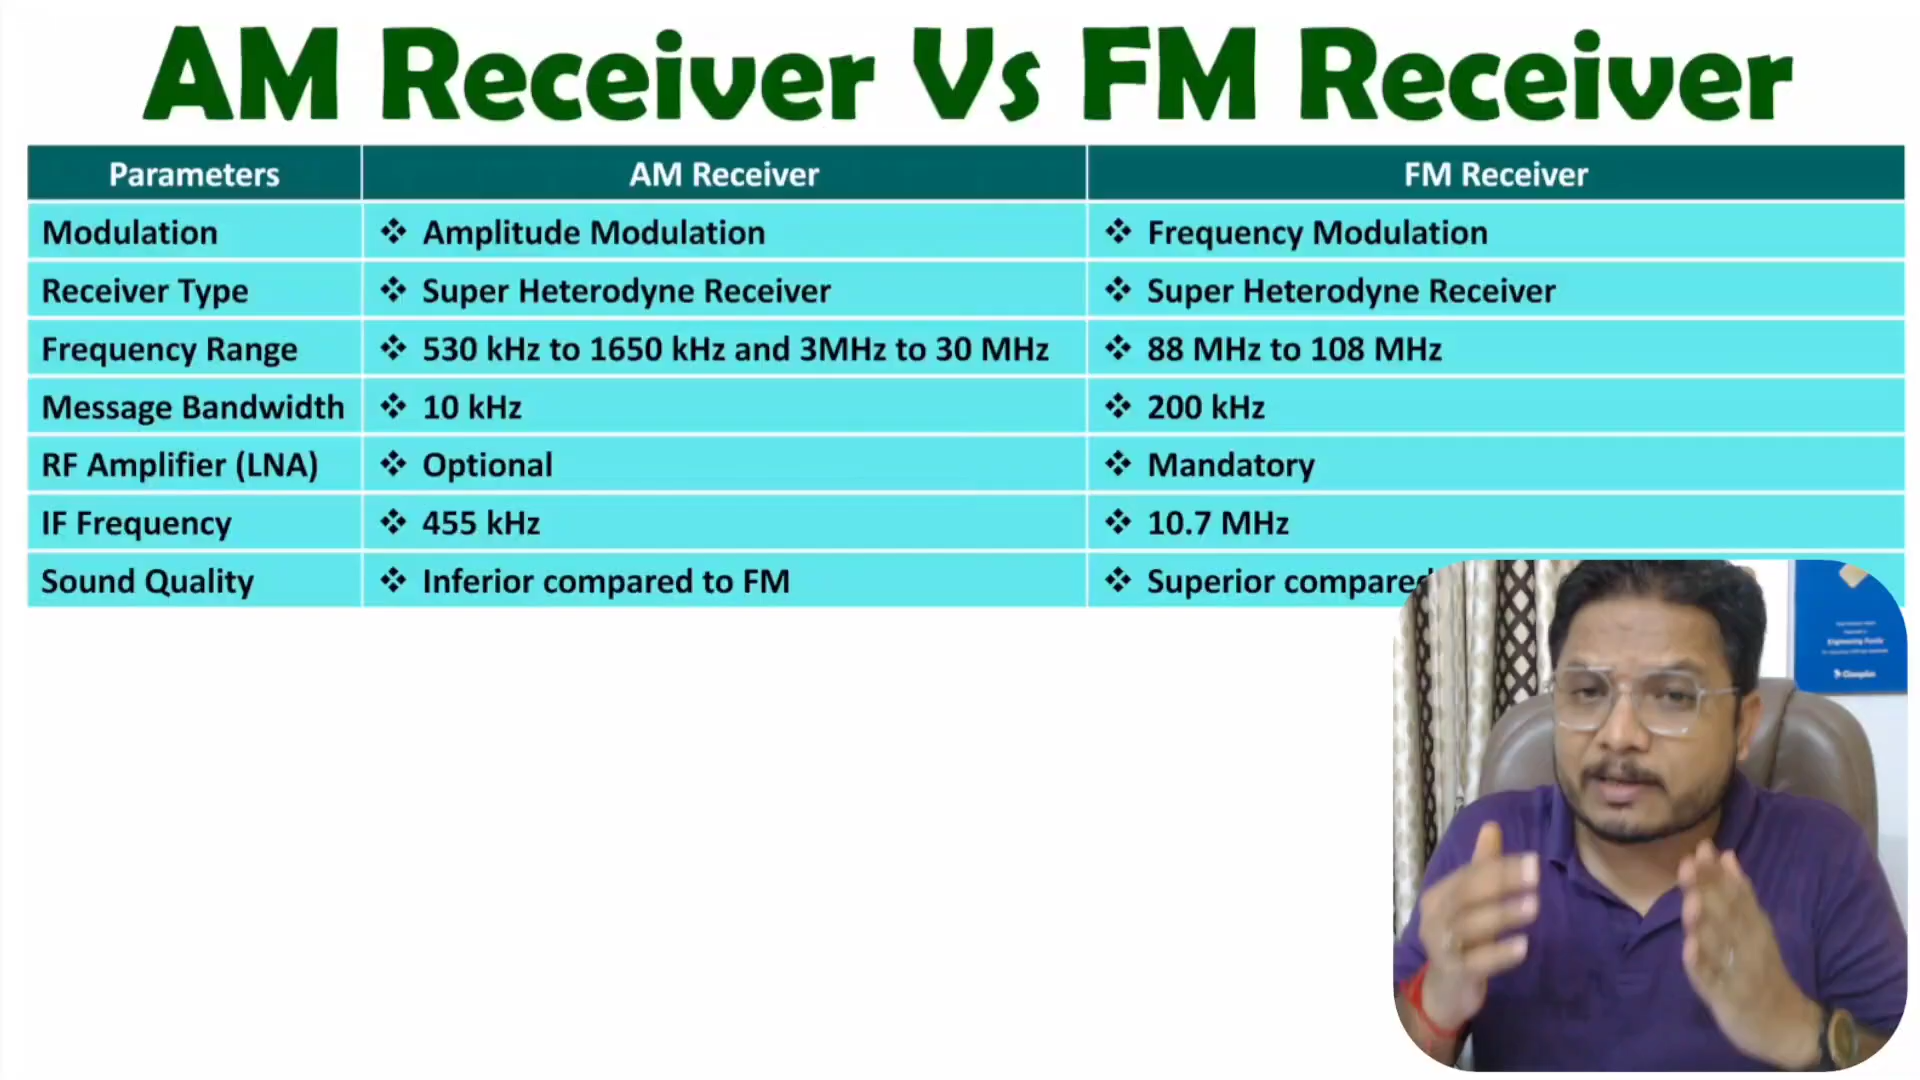 AM Receiver Vs FM Receiver
Parameters AM Receiver FM Receiver
Modulation ❖ Amplitude Modulation ❖ Frequency Modulation
Receiver Type ❖ Super Heterodyne Receiver ❖ Super Heterodyne Receiver
Frequency Range ❖ 530 kHz to 1650 kHz and 3MHz to 30 MHz ❖ 88 MHz to 108 MHz
Message Bandwidth ❖ 10 kHz ❖ 200 kHz
RF Amplifier (LNA) ❖ Optional ❖ Mandatory
IF Frequency ❖ 455 kHz ❖ 10.7 MHz
Sound Quality ❖ Inferior compared to FM ❖ Superior compared
Engineering Funda